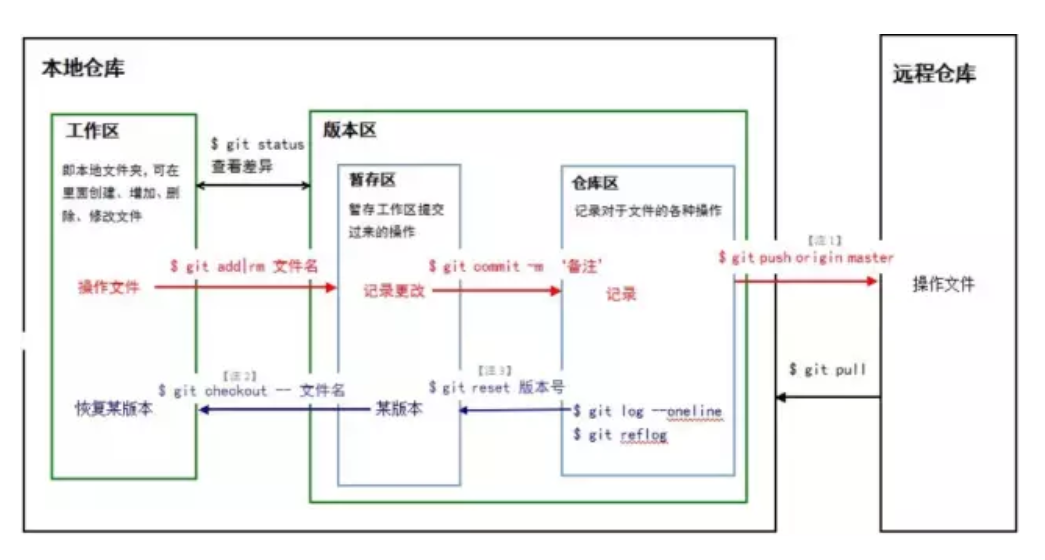 本地仓库
远程仓库
工作区
即本地文件夹,可在
里面创建、增加、删
除、修改文件
$ git status
查看差异
版本区
暂存区
暂存工作区提交
过来的操作
仓库区
记录对于文件的各种操作
$ git add|rm 文件名
操作文件
$ git commit -m '备注'
记录更改
记录
【注1】
$ git push origin master
操作文件
【注2】
$ git checkout -- 文件名
恢复某版本
【注3】
$ git reset 版本号
某版本
$ git log --oneline
$ git reflog
$ git pull